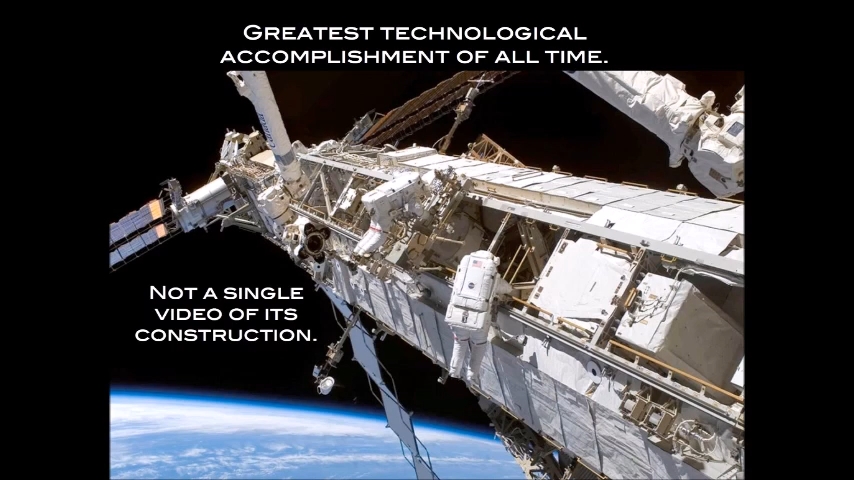 Greatest technological
accomplishment of all time.
Not a single
video of its
construction.